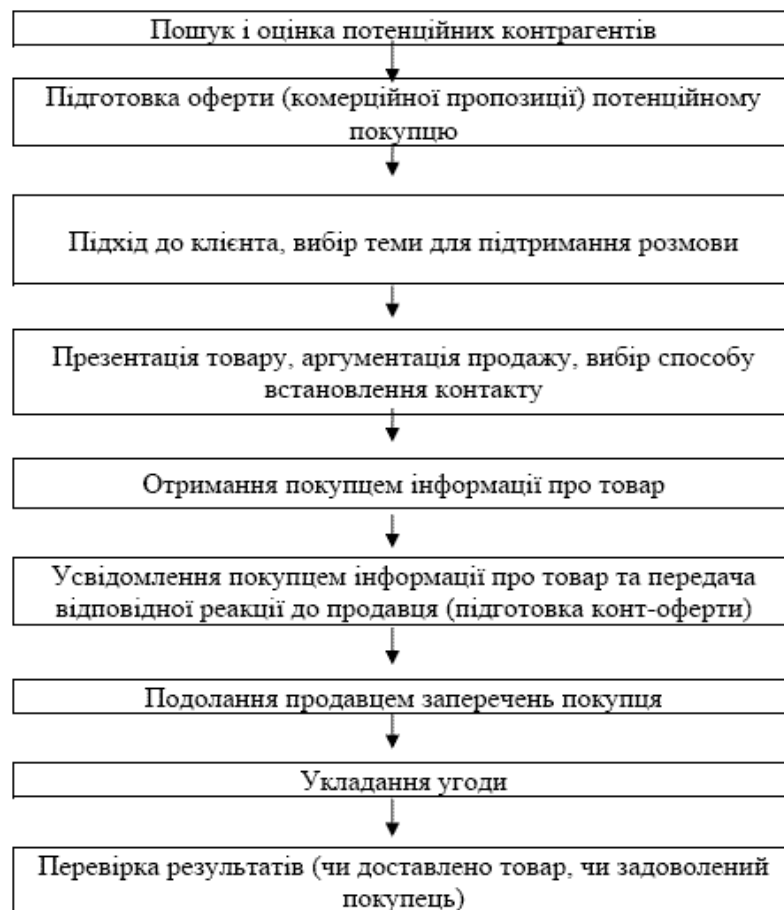 Пошук і оцінка потенційних контрагентів
Підготовка оферти (комерційної пропозиції) потенційному
покупцю
Підхід до клієнта, вибір теми для підтримання розмови
Презентація товару, аргументація продажу, вибір способу
встановлення контакту
Отримання покупцем інформації про товар
Усвідомлення покупцем інформації про товар та передача
відповідної реакції до продавця (підготовка конт-оферти)
Подолання продавцем заперечень покупця
Укладання угоди
Перевірка результатів (чи доставлено товар, чи задоволений
покупець)